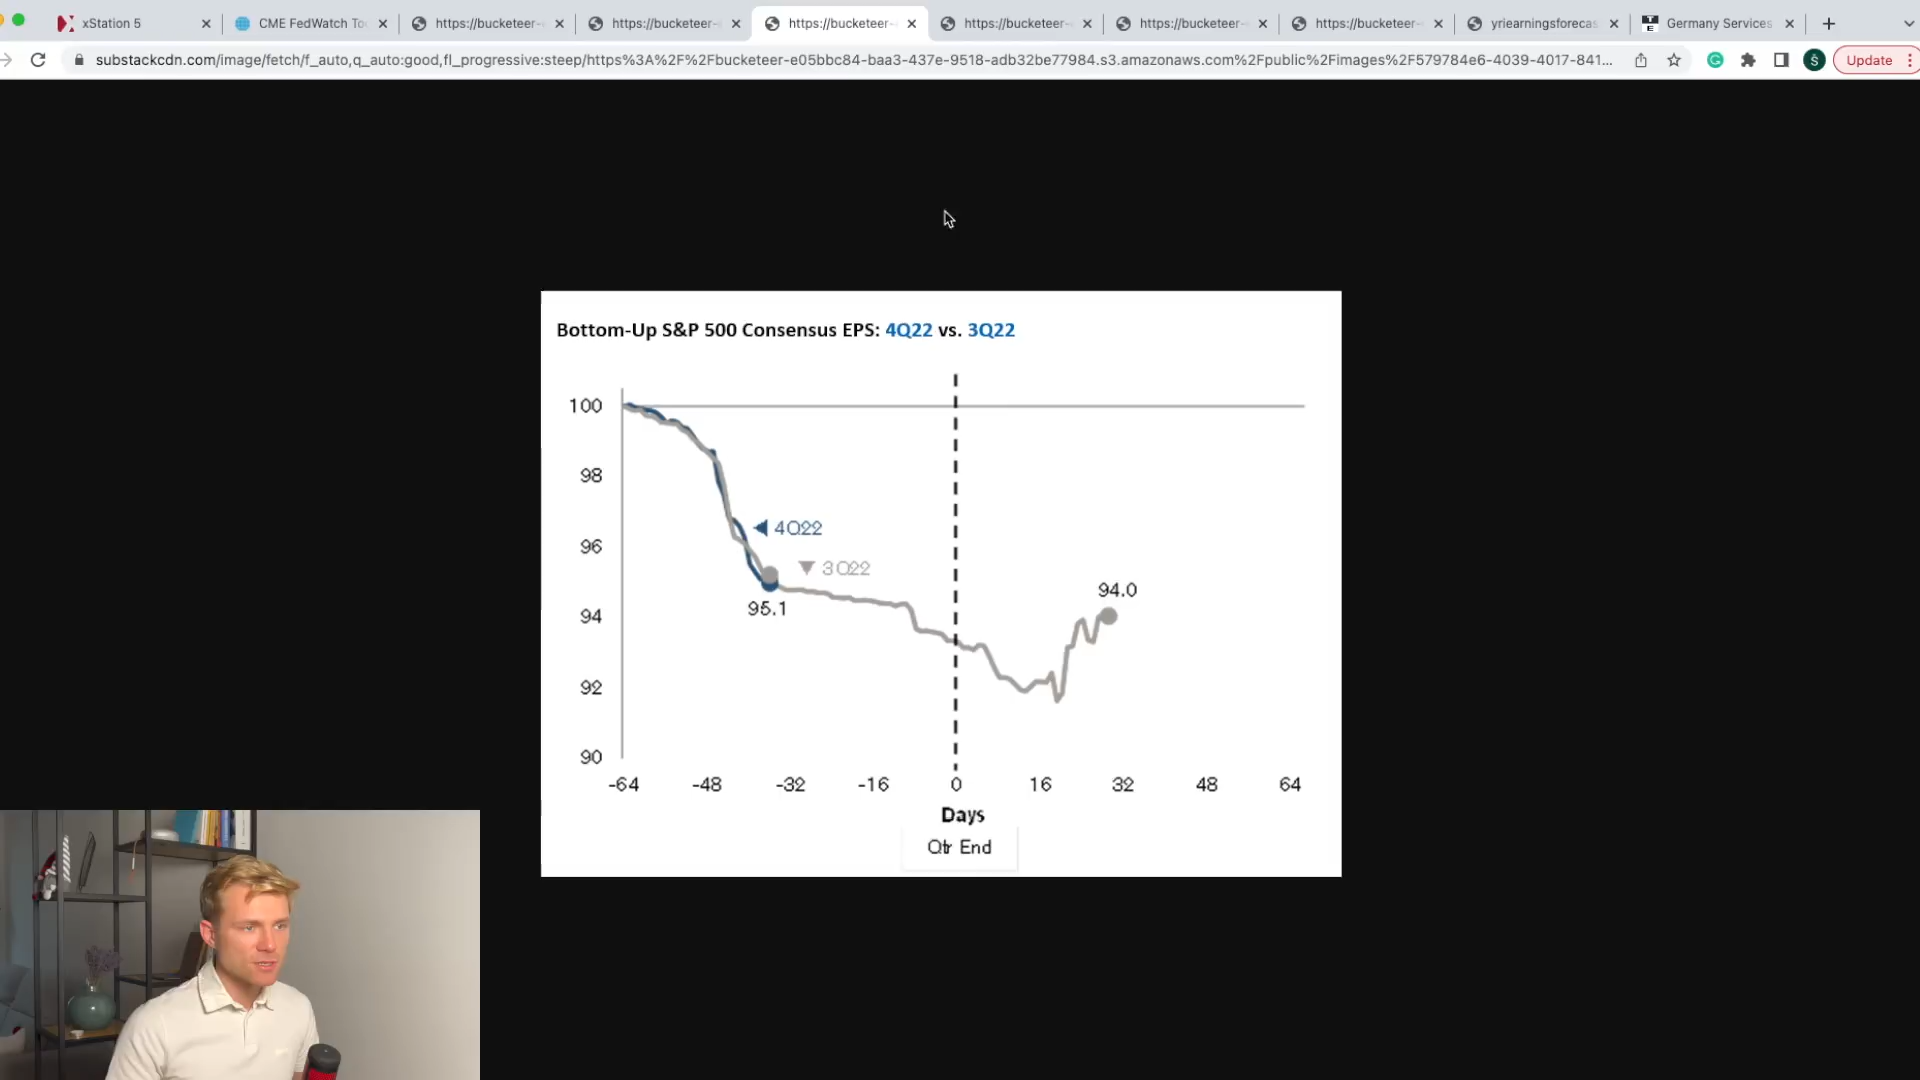 xStation 5
CME FedWatch Too
https://bucketeer-
https://bucketeer-
https://bucketeer-
https://bucketeer-
https://bucketeer-
https://bucketeer-
yriearningsforecas
Germany Services
substackcdn.com/image/fetch/f_auto,q_auto:good,fl_progressive:steep/https%3A%2F%2Fbucketeer-e05bbc84-baa3-437e-9518-adb32be77984.s3.amazonaws.com%2Fpublic%2Fimages%2F579784e6-4039-4017-841...
Update
Bottom-Up S&P 500 Consensus EPS: 4Q22 vs. 3Q22
100
98
96
94
92
90
4Q22
3Q22
95.1
94.0
-64 -48 -32 -16 0 16 32 48 64
Days
Qtr End